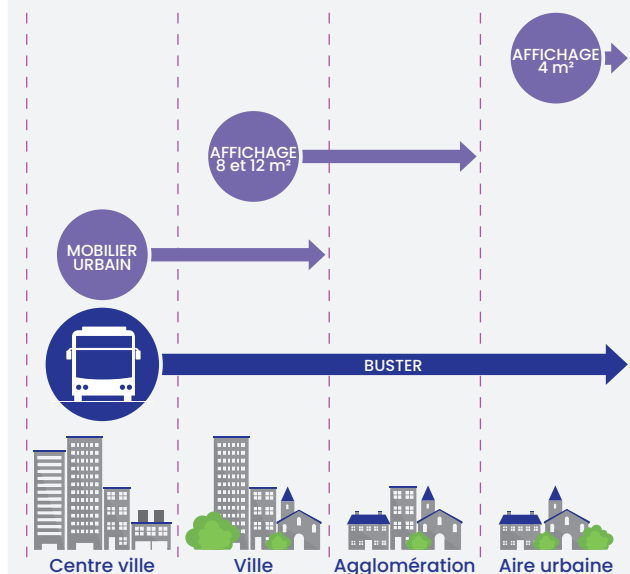 AFFICHAGE
4 m²
AFFICHAGE
8 et 12 m²
MOBILIER
URBAIN
BUSTER
Centre ville
Ville
Agglomération
Aire urbaine